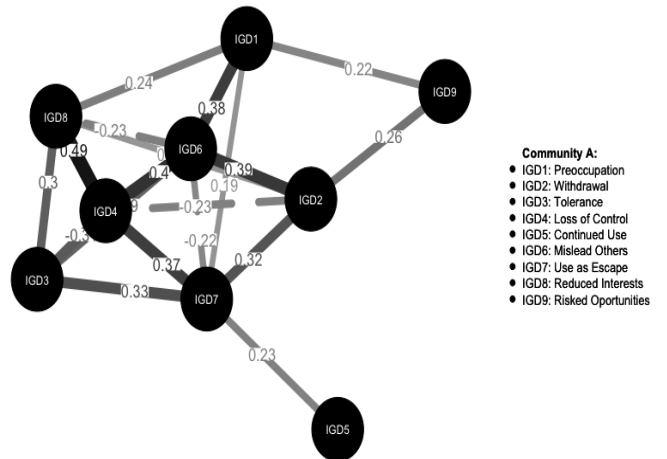 IGD1
0.22
0.24
IGD9
IGD8
0.38
0.26
-0.23
IGD6
0.49
0.39
0.4
0.3
0.19
IGD2
IGD4
-0.23
-0.3
-0.22
0.32
0.37
IGD3
0.33
IGD7
0.23
IGD5
Community A:
IGD1: Preoccupation
IGD2: Withdrawal
IGD3: Tolerance
IGD4: Loss of Control
IGD5: Continued Use
IGD6: Mislead Others
IGD7: Use as Escape
IGD8: Reduced Interests
IGD9: Risked Oportunities